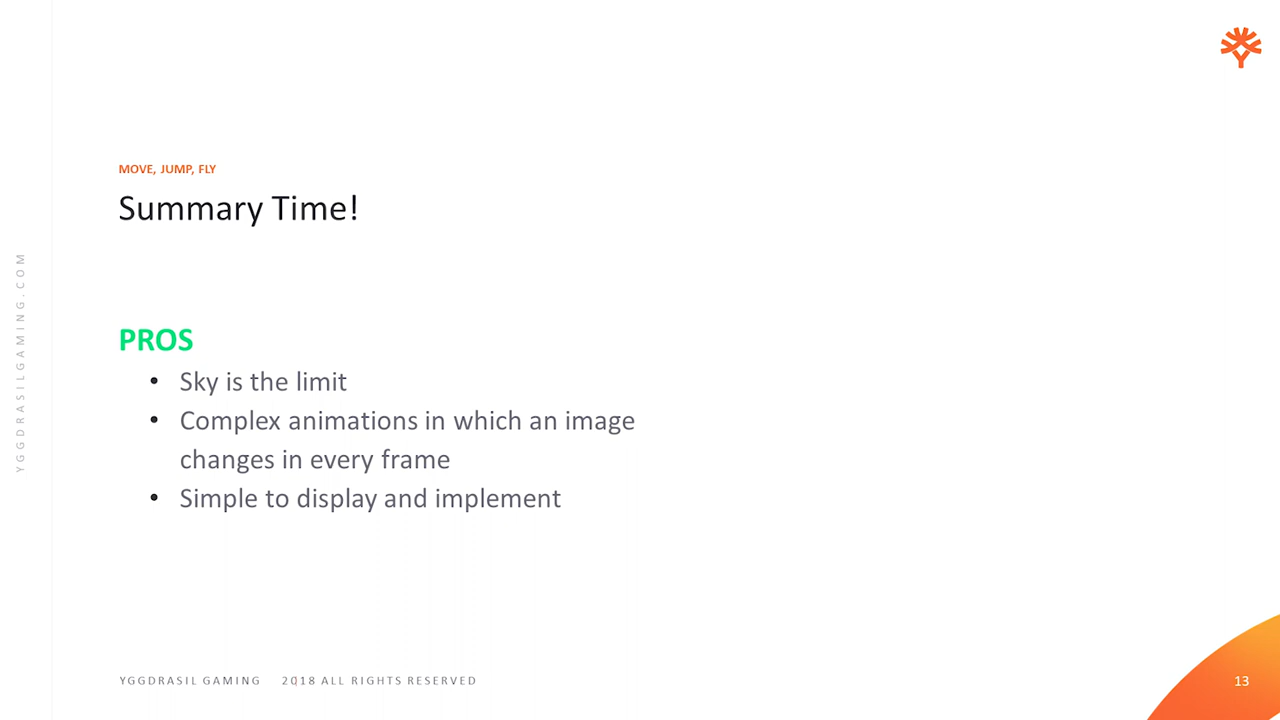 MOVE, JUMP, FLY
Summary Time!
YGGDRASILGAMING.COM
PROS
• Sky is the limit
• Complex animations in which an image
changes in every frame
• Simple to display and implement
YGGDRASIL GAMING 2018 ALL RIGHTS RESERVED
13